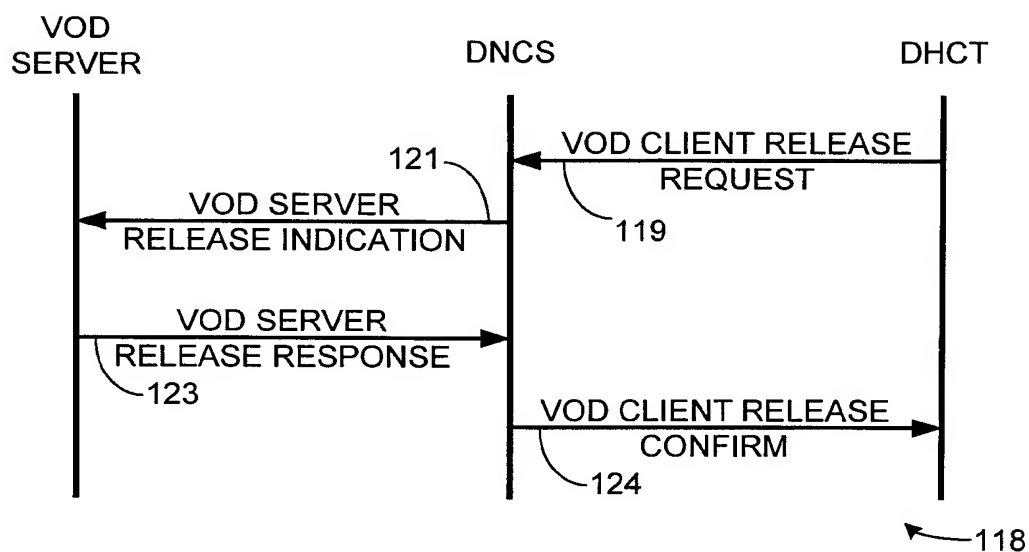 VOD
SERVER
DNCS
DHCT
VOD CLIENT RELEASE
REQUEST
119
121
VOD SERVER
RELEASE INDICATION
VOD SERVER
RELEASE RESPONSE
123
VOD CLIENT RELEASE
CONFIRM
124
118